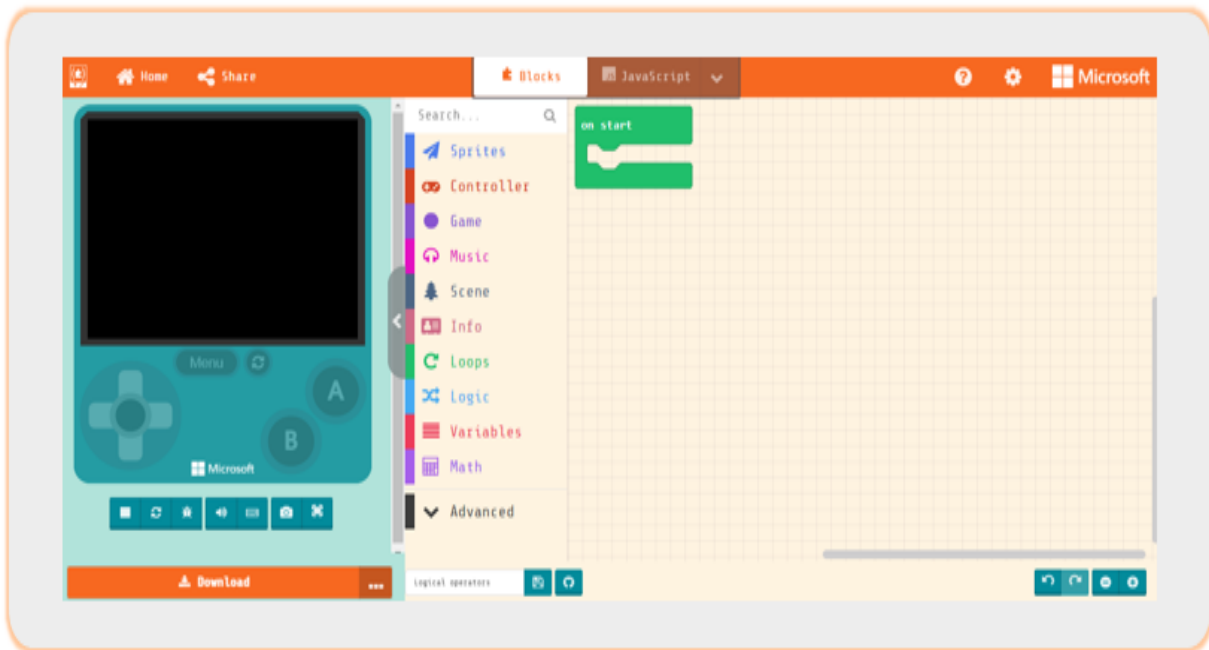 Home
Share
Blocks
JavaScript
Microsoft
Search...
on start
Sprites
Controller
Game
Music
Scene
Info
Loops
Logic
Variables
Math
Advanced
Menu
A
B
Microsoft
Download
...
Logical operators